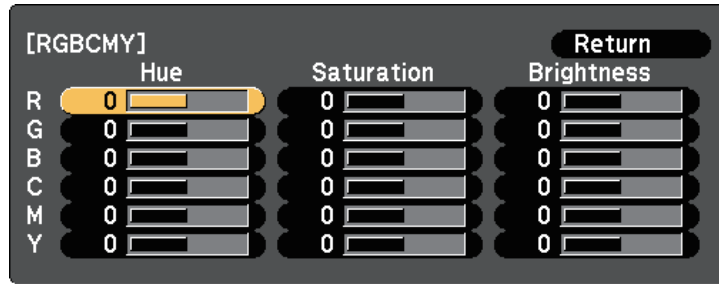 [RGBCMY] Return
Hue Saturation Brightness
R 0 0 0
G 0 0 0
B 0 0 0
C 0 0 0
M 0 0 0
Y 0 0 0